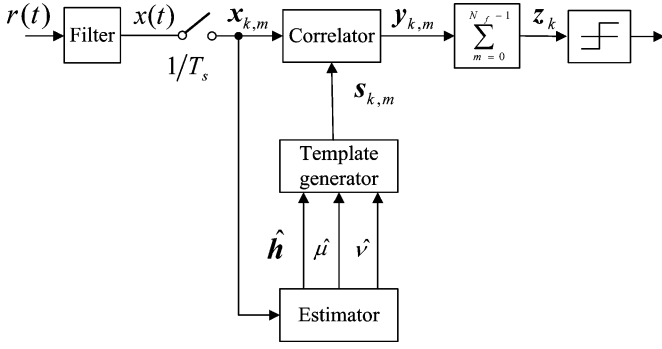 r(t)
Filter
x(t)
1/T_s
x_{k,m}
Correlator
y_{k,m}
N_f − 1
∑
m = 0
z_k
s_{k,m}
Template
generator
ĥ
μ̂
ν̂
Estimator